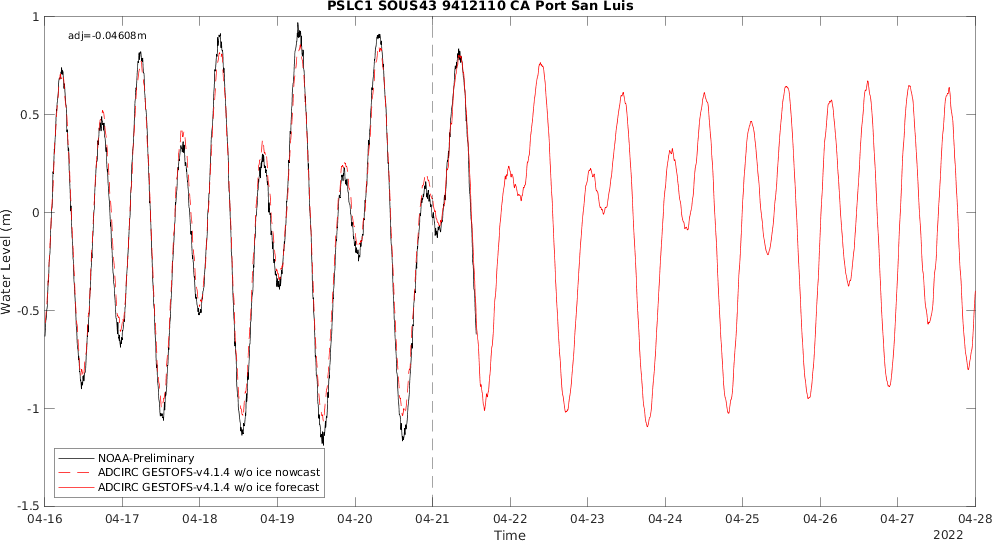 PSLC1 SOUS43 9412110 CA Port San Luis
adj=-0.04608m
1
0.5
0
-0.5
-1
-1.5
Water Level (m)
NOAA-Preliminary
ADCIRC GESTOFS-v4.1.4 w/o ice nowcast
ADCIRC GESTOFS-v4.1.4 w/o ice forecast
04-16 04-17 04-18 04-19 04-20 04-21 04-22 04-23 04-24 04-25 04-26 04-27 04-28
Time
2022